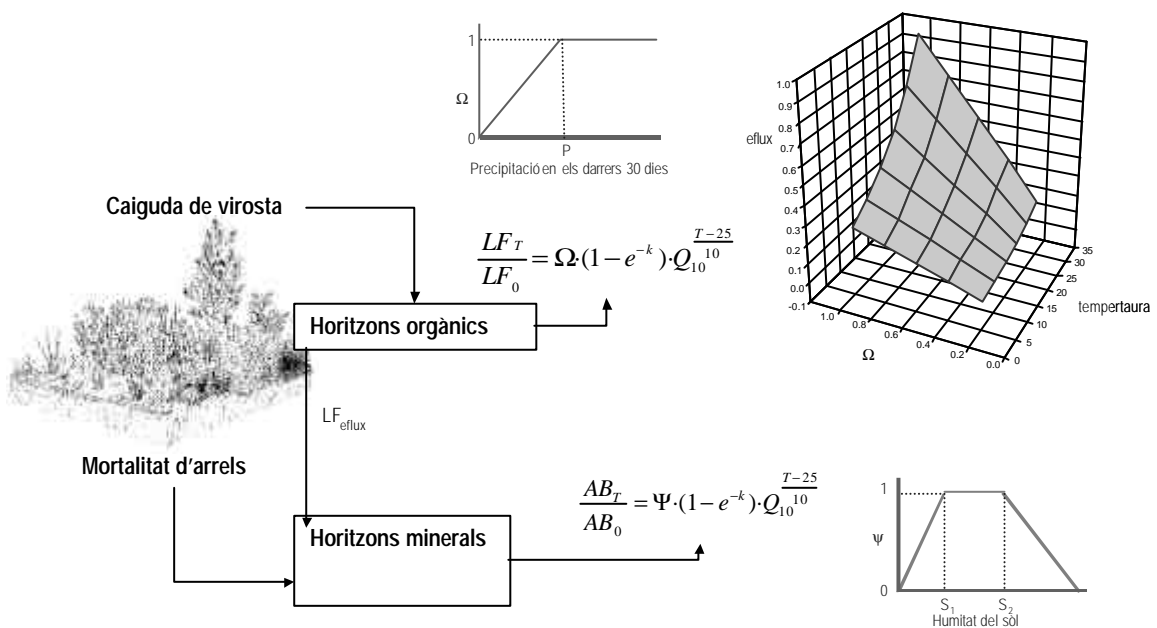 1
Ω
0
P
Precipitació en els darrers 30 dies
1.0
0.9
0.8
0.7
0.6
0.5
0.4
0.3
0.2
0.1
0.0
-0.1
eflux
1.0
0.8
0.6
0.4
0.2
0.0
Ω
0
5
10
15
20
25
30
35
tempertaura
Caiguda de virosta
LF_T / LF_0 = Ω·(1 − e^{−k})·Q_10^{(T−25)/10}
Horitzons orgànics
LF_eflux
Mortalitat d'arrels
AB_T / AB_0 = Ψ·(1 − e^{−k})·Q_10^{(T−25)/10}
Horitzons minerals
1
ψ
0
S_1 S_2
Humitat del sòl